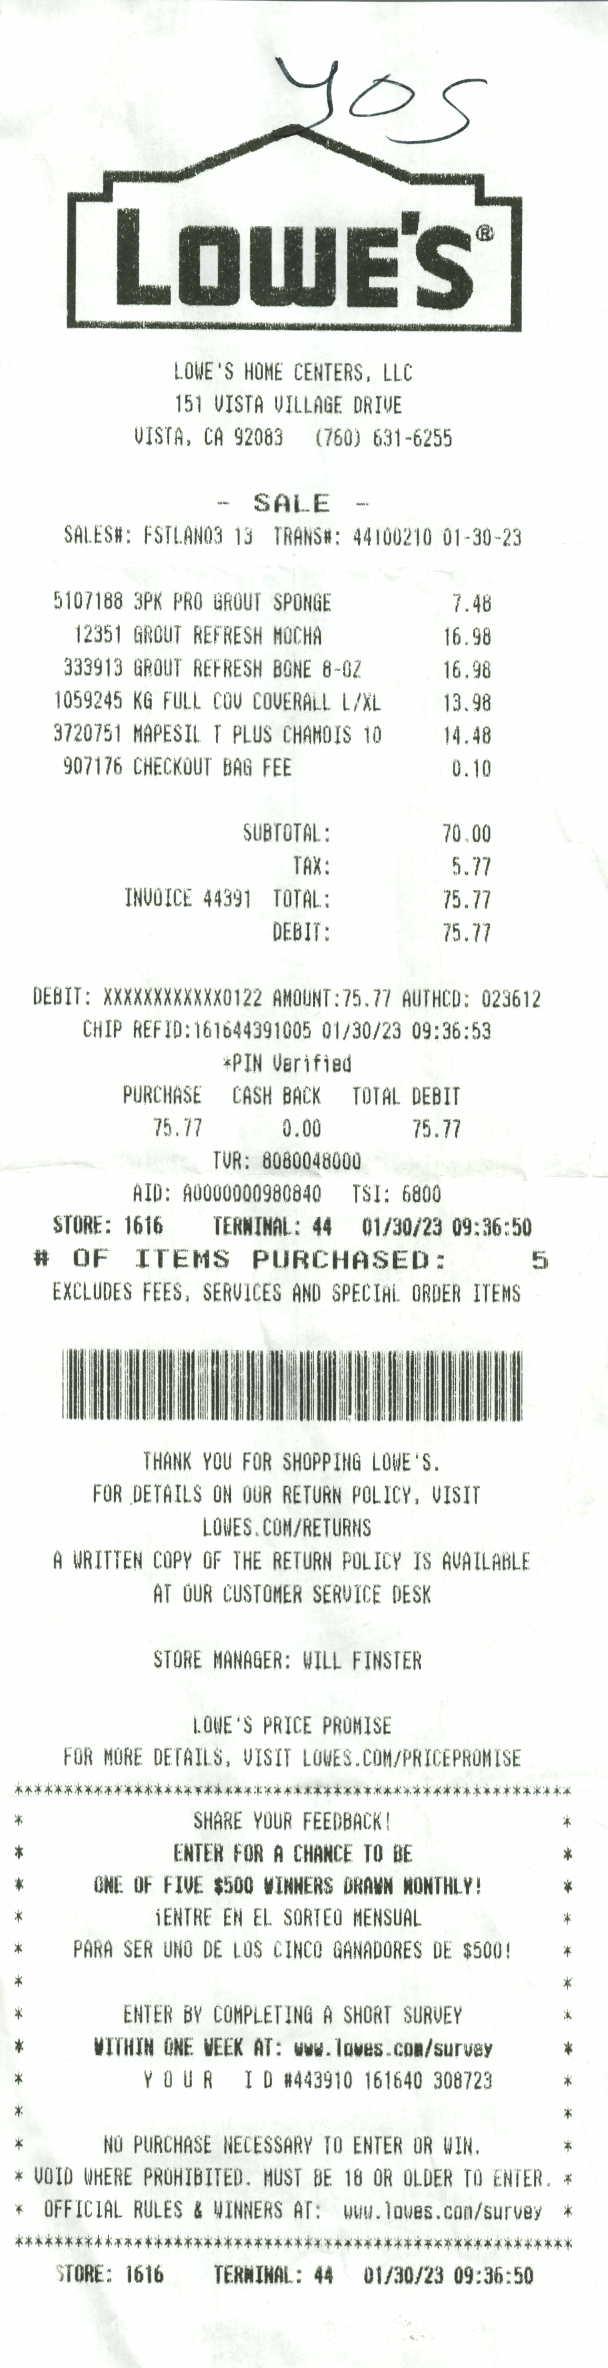 YOS
LOWE'S®
LOWE'S HOME CENTERS, LLC
151 VISTA VILLAGE DRIVE
VISTA, CA 92083 (760) 631-6255
- SALE -
SALES#: FSTLAN03 13 TRANS#: 44100210 01-30-23
5107188 3PK PRO GROUT SPONGE 7.48
12351 GROUT REFRESH MOCHA 16.98
333913 GROUT REFRESH BONE 8-OZ 16.98
1059245 KG FULL COV COVERALL L/XL 13.98
3720751 MAPESIL T PLUS CHAMOIS 10 14.48
907176 CHECKOUT BAG FEE 0.10
SUBTOTAL: 70.00
TAX: 5.77
INVOICE 44391 TOTAL: 75.77
DEBIT: 75.77
DEBIT: XXXXXXXXXXXX0122 AMOUNT:75.77 AUTHCD: 023612
CHIP REFID:161644391005 01/30/23 09:36:53
*PIN Verified
PURCHASE CASH BACK TOTAL DEBIT
75.77 0.00 75.77
TVR: 8080048000
AID: A0000000980840 TSI: 6800
STORE: 1616 TERMINAL: 44 01/30/23 09:36:50
# OF ITEMS PURCHASED: 5
EXCLUDES FEES, SERVICES AND SPECIAL ORDER ITEMS
THANK YOU FOR SHOPPING LOWE'S.
FOR DETAILS ON OUR RETURN POLICY, VISIT
LOWES.COM/RETURNS
A WRITTEN COPY OF THE RETURN POLICY IS AVAILABLE
AT OUR CUSTOMER SERVICE DESK
STORE MANAGER: WILL FINSTER
LOWE'S PRICE PROMISE
FOR MORE DETAILS, VISIT LOWES.COM/PRICEPROMISE
************************************************************
* SHARE YOUR FEEDBACK! *
* ENTER FOR A CHANCE TO BE *
* ONE OF FIVE $500 WINNERS DRAWN MONTHLY! *
* ¡ENTRE EN EL SORTEO MENSUAL *
* PARA SER UNO DE LOS CINCO GANADORES DE $500! *
* *
* ENTER BY COMPLETING A SHORT SURVEY *
* WITHIN ONE WEEK AT: www.lowes.com/survey *
* Y O U R I D #443910 161640 308723 *
* *
* NO PURCHASE NECESSARY TO ENTER OR WIN. *
* VOID WHERE PROHIBITED. MUST BE 18 OR OLDER TO ENTER. *
* OFFICIAL RULES & WINNERS AT: www.lowes.com/survey *
************************************************************
STORE: 1616 TERMINAL: 44 01/30/23 09:36:50